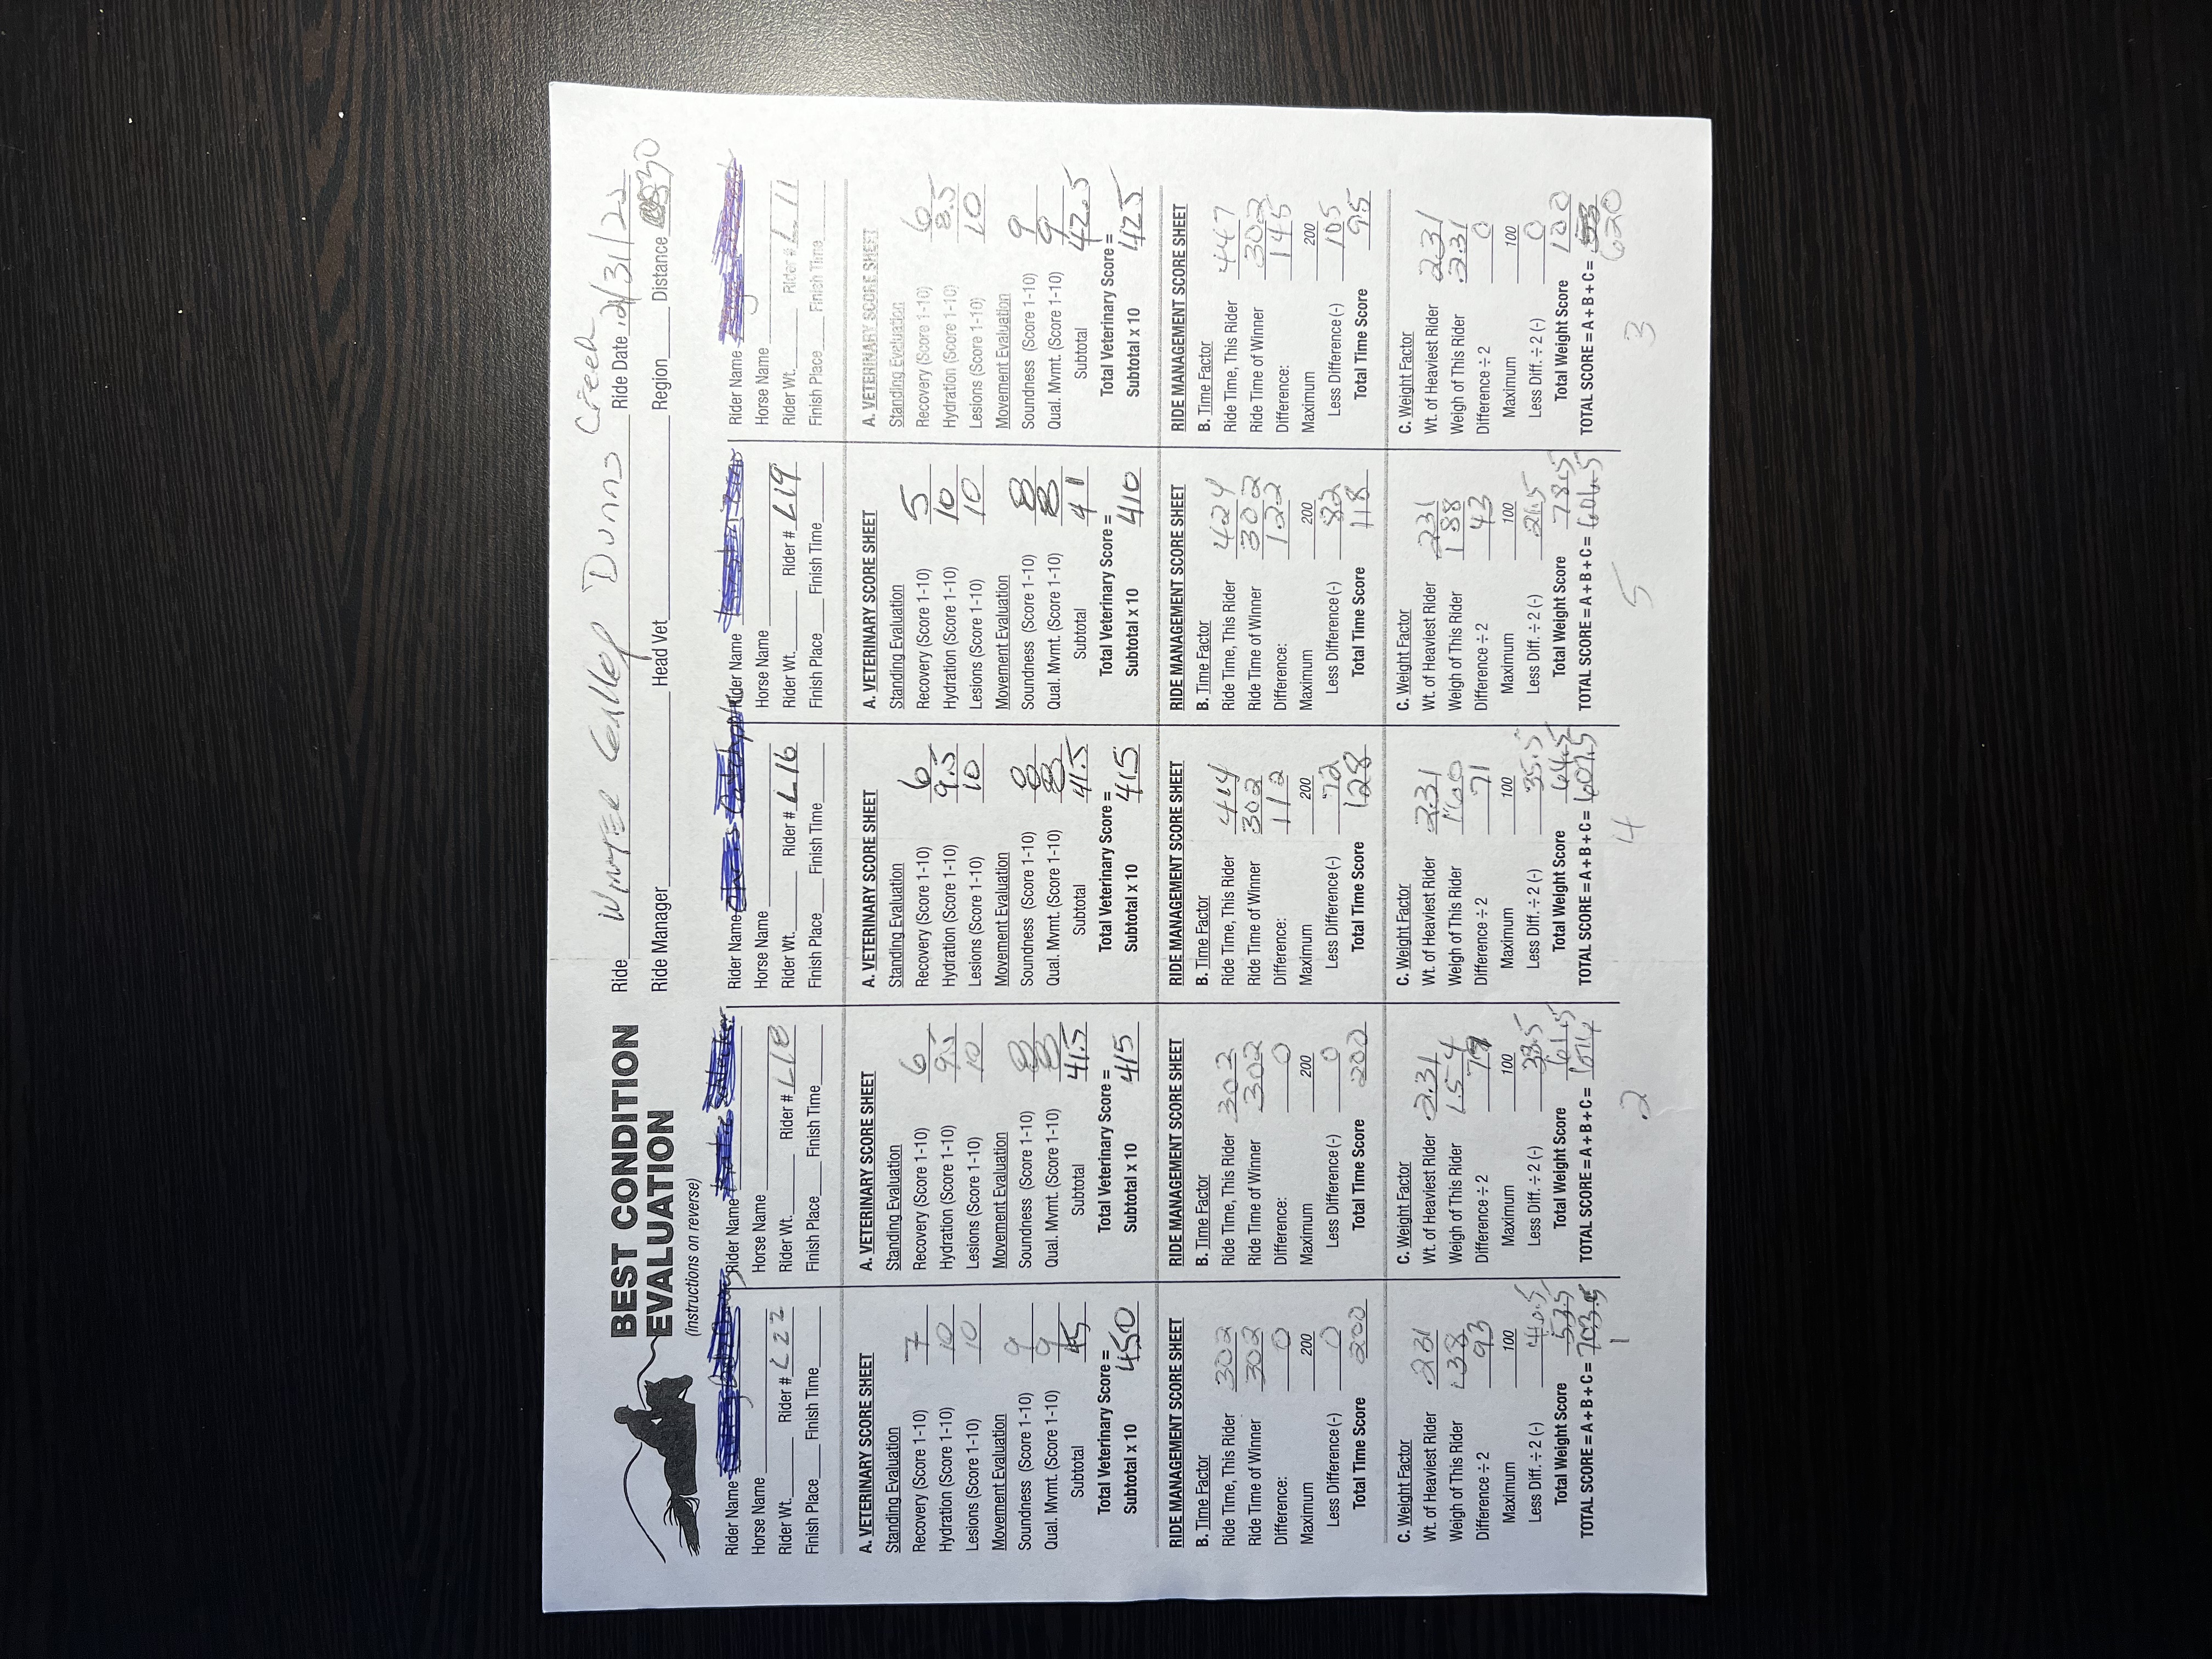 BEST CONDITION
EVALUATION
(instructions on reverse)
Ride WINTER Dunns Creek Ride Date 12/31/22
Ride Manager Head Vet Region Distance 30
Rider Name
Horse Name
Rider Wt. Rider # L22
Finish Place Finish Time
A. VETERINARY SCORE SHEET
Standing Evaluation
Recovery (Score 1-10) 7
Hydration (Score 1-10) 10
Lesions (Score 1-10) 10
Movement Evaluation
Soundness (Score 1-10) 9
Qual. Mvmt. (Score 1-10) 9
Subtotal 45
Total Veterinary Score =
Subtotal x 10 450
RIDE MANAGEMENT SCORE SHEET
B. Time Factor
Ride Time, This Rider 302
Ride Time of Winner 302
Difference: 0
Maximum 200
Less Difference (-) 0
Total Time Score 200
C. Weight Factor
Wt. of Heaviest Rider 231
Weigh of This Rider 138
Difference ÷ 2 93
Maximum 100
Less Diff. ÷ 2 (-)
Total Weight Score 53.5
TOTAL SCORE = A + B + C = 703.5
1
Rider Name
Horse Name
Rider Wt. Rider # L18
Finish Place Finish Time
A. VETERINARY SCORE SHEET
Standing Evaluation
Recovery (Score 1-10) 6
Hydration (Score 1-10) 9.5
Lesions (Score 1-10) 10
Movement Evaluation
Soundness (Score 1-10) 8
Qual. Mvmt. (Score 1-10) 8
Subtotal 41.5
Total Veterinary Score =
Subtotal x 10 415
RIDE MANAGEMENT SCORE SHEET
B. Time Factor
Ride Time, This Rider 302
Ride Time of Winner 302
Difference: 0
Maximum 200
Less Difference (-) 0
Total Time Score 200
C. Weight Factor
Wt. of Heaviest Rider 231
Weigh of This Rider 154
Difference ÷ 2 77
Maximum 100
Less Diff. ÷ 2 (-)
Total Weight Score 61.5
TOTAL SCORE = A + B + C =
2
Rider Name
Horse Name
Rider Wt. Rider # L16
Finish Place Finish Time
A. VETERINARY SCORE SHEET
Standing Evaluation
Recovery (Score 1-10) 6
Hydration (Score 1-10) 9.5
Lesions (Score 1-10) 10
Movement Evaluation
Soundness (Score 1-10) 8
Qual. Mvmt. (Score 1-10) 8
Subtotal 41.5
Total Veterinary Score =
Subtotal x 10 415
RIDE MANAGEMENT SCORE SHEET
B. Time Factor
Ride Time, This Rider 414
Ride Time of Winner 302
Difference: 112
Maximum 200
Less Difference (-) 72
Total Time Score 128
C. Weight Factor
Wt. of Heaviest Rider 231
Weigh of This Rider 160
Difference ÷ 2 71
Maximum 100
Less Diff. ÷ 2 (-) 35.5
Total Weight Score 64.5
TOTAL SCORE = A + B + C = 607.5
4
Rider Name
Horse Name
Rider Wt. Rider # L19
Finish Place Finish Time
A. VETERINARY SCORE SHEET
Standing Evaluation
Recovery (Score 1-10) 5
Hydration (Score 1-10) 10
Lesions (Score 1-10) 10
Movement Evaluation
Soundness (Score 1-10) 8
Qual. Mvmt. (Score 1-10) 8
Subtotal 41
Total Veterinary Score =
Subtotal x 10 410
RIDE MANAGEMENT SCORE SHEET
B. Time Factor
Ride Time, This Rider 424
Ride Time of Winner 302
Difference: 122
Maximum 200
Less Difference (-) 82
Total Time Score 118
C. Weight Factor
Wt. of Heaviest Rider 231
Weigh of This Rider 188
Difference ÷ 2 43
Maximum 100
Less Diff. ÷ 2 (-) 21.5
Total Weight Score 78.5
TOTAL SCORE = A + B + C = 606.5
5
Rider Name
Horse Name
Rider Wt. Rider # L11
Finish Place Finish Time
A. VETERINARY SCORE SHEET
Standing Evaluation
Recovery (Score 1-10) 6
Hydration (Score 1-10) 8.5
Lesions (Score 1-10) 10
Movement Evaluation
Soundness (Score 1-10) 9
Qual. Mvmt. (Score 1-10) 9
Subtotal 42.5
Total Veterinary Score =
Subtotal x 10 425
RIDE MANAGEMENT SCORE SHEET
B. Time Factor
Ride Time, This Rider 447
Ride Time of Winner 302
Difference: 145
Maximum 200
Less Difference (-) 105
Total Time Score 95
C. Weight Factor
Wt. of Heaviest Rider 231
Weigh of This Rider 231
Difference ÷ 2 0
Maximum 100
Less Diff. ÷ 2 (-) 0
Total Weight Score 100
TOTAL SCORE = A + B + C =
620
3